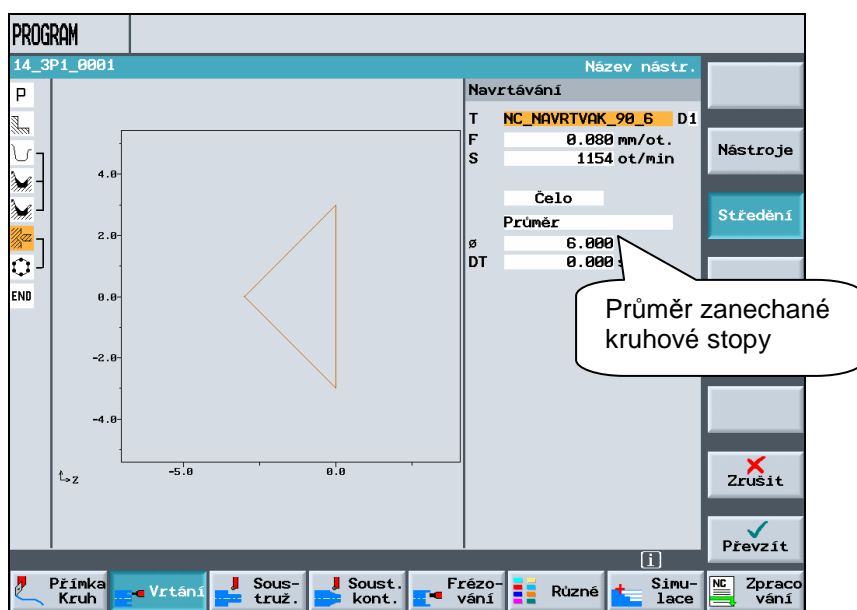 PROGRAM
14_3P1_0001 Název nástr.
P
END
4.0
2.0
0.0
-2.0
-4.0
-5.0 0.0
Z
Navrtávání
T NC_NAVRTVAK_90_6 D1
F 0.080 mm/ot.
S 1154 ot/min
Čelo
Průměr
ø 6.000
DT 0.000 s
Průměr zanechané
kruhové stopy
Nástroje
Středění
Zrušit
Převzít
i
Přímka
Kruh
Vrtání
Sous-
truž.
Soust.
kont.
Frézo-
vání
Různé
Simu-
lace
NC
Zpraco
vání